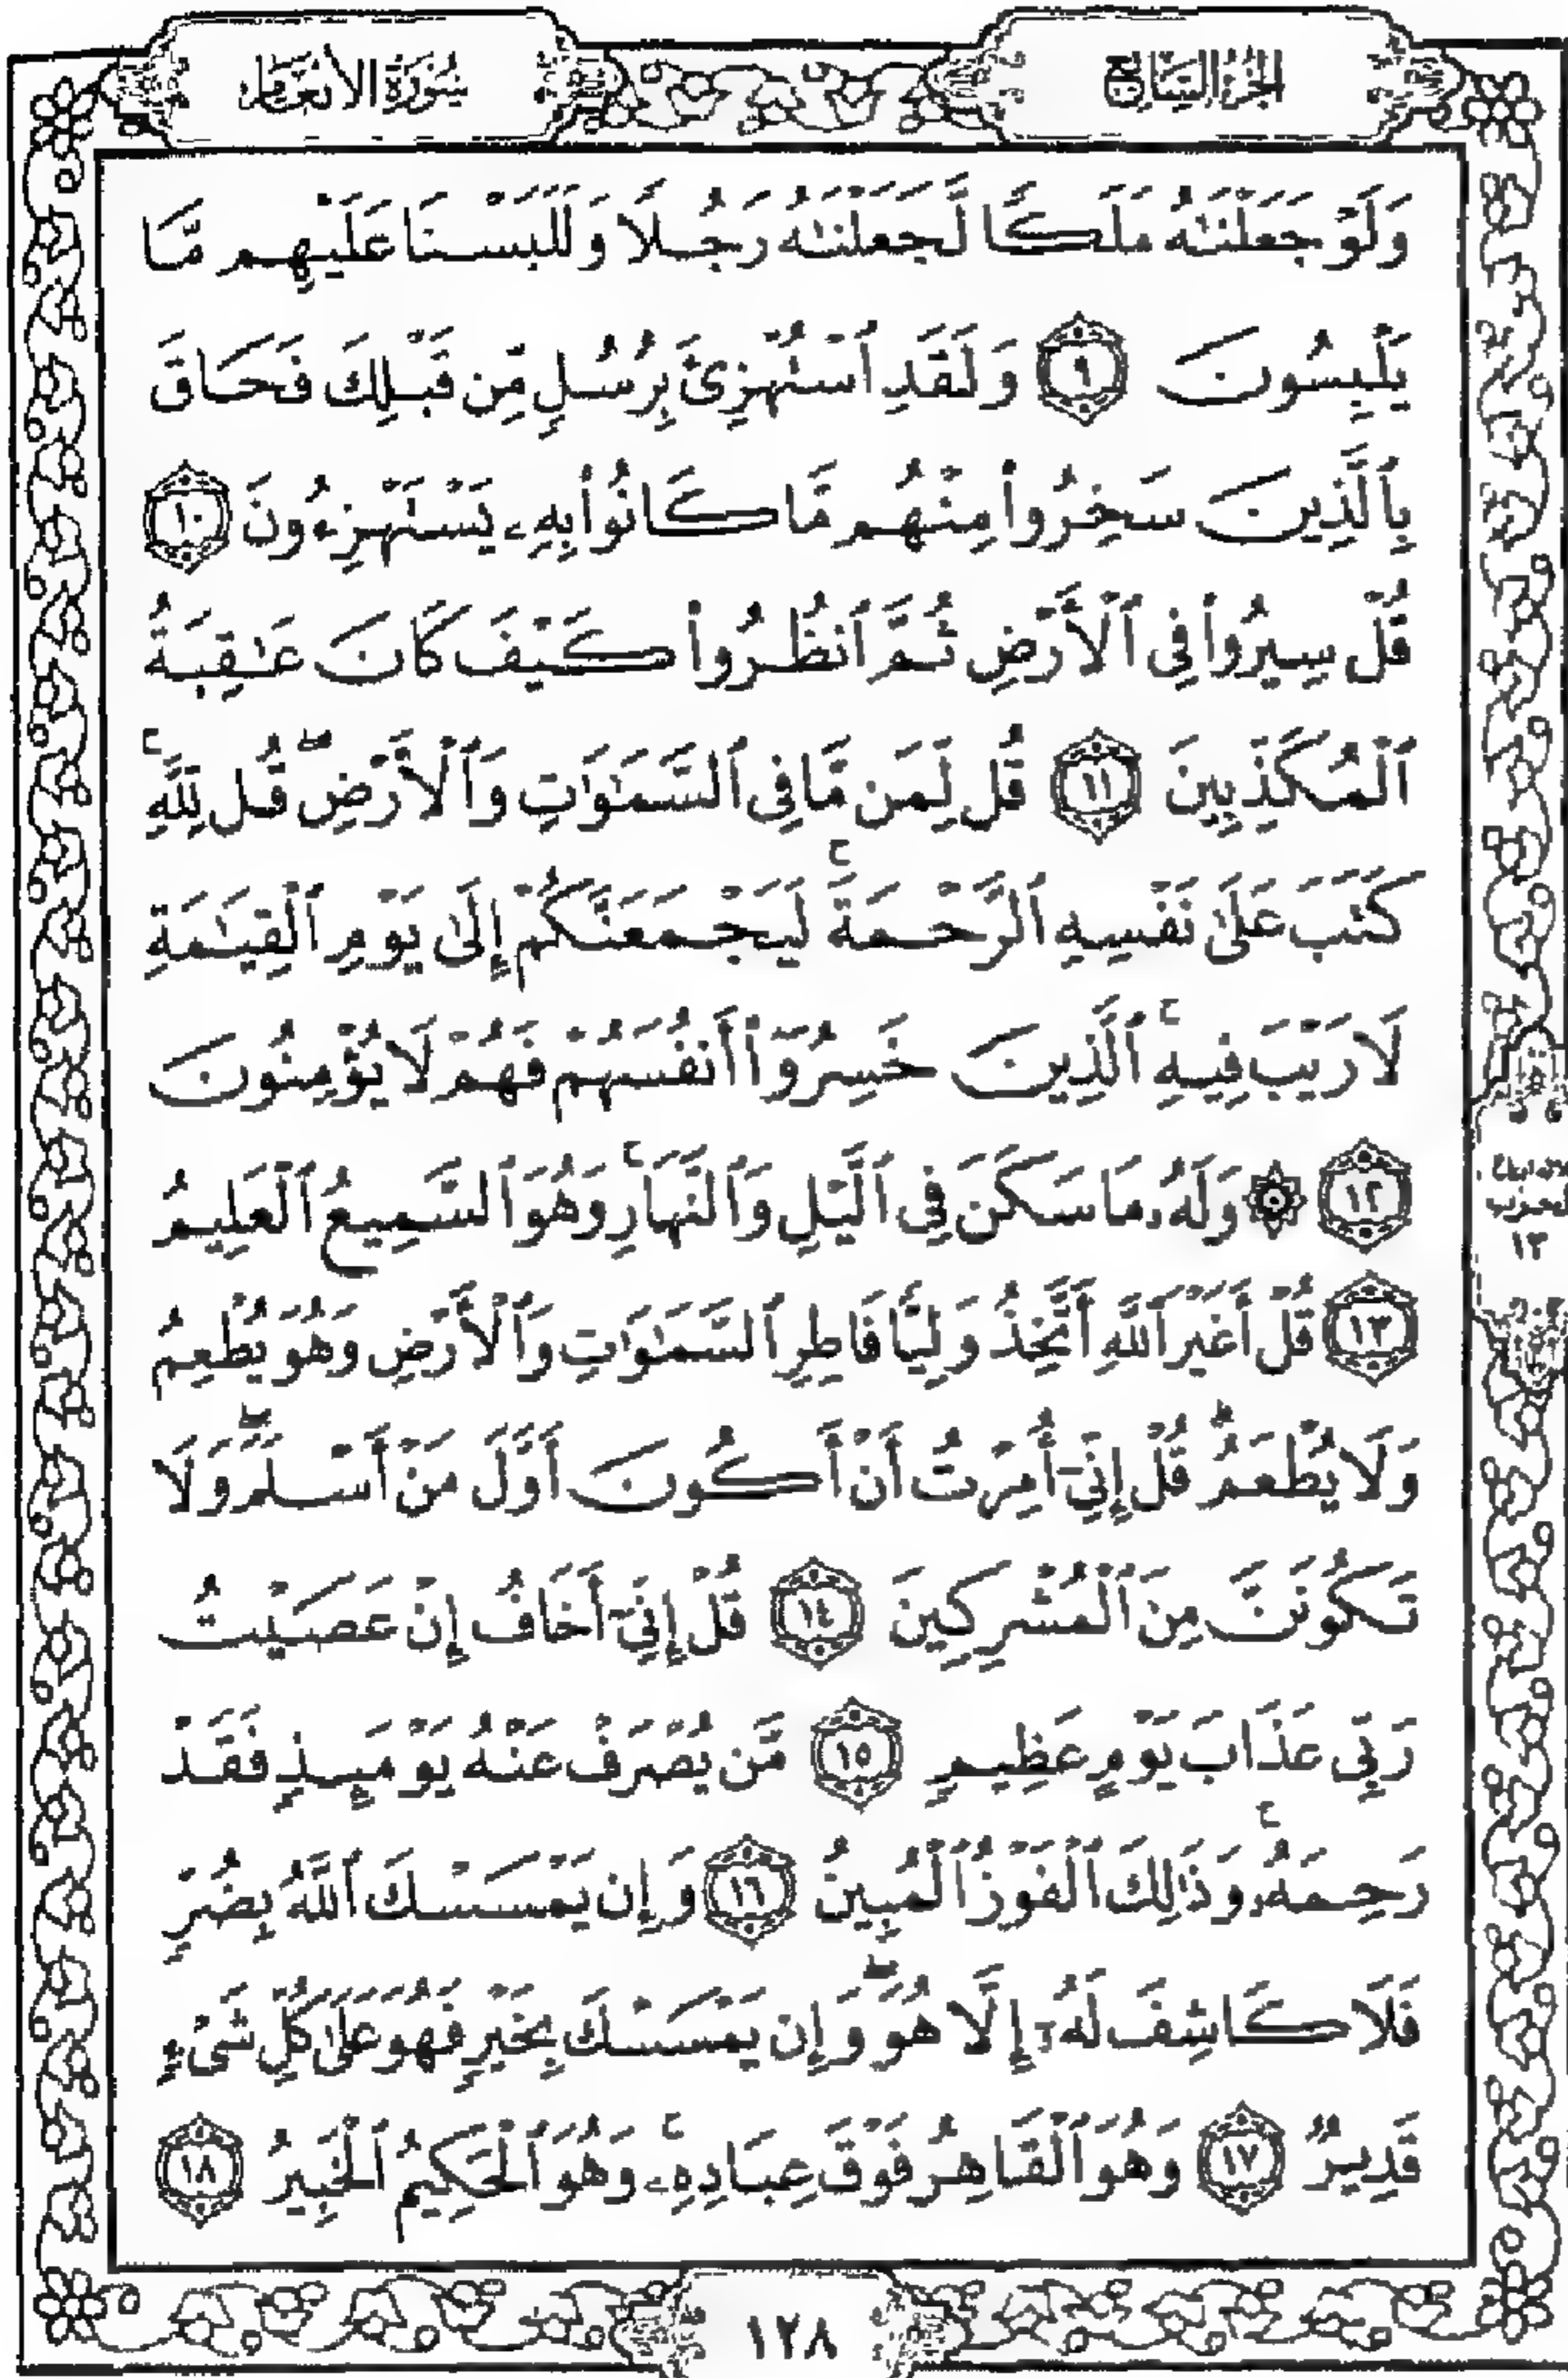 الجزء السابع
سورة الأنعام
وَلَوْ جَعَلْنَٰهُ مَلَكًا لَّجَعَلْنَٰهُ رَجُلًا وَلَلَبَسْنَا عَلَيْهِم مَّا
يَلْبِسُونَ ٩ وَلَقَدِ ٱسْتُهْزِئَ بِرُسُلٍ مِّن قَبْلِكَ فَحَاقَ
بِٱلَّذِينَ سَخِرُوا۟ مِنْهُم مَّا كَانُوا۟ بِهِۦ يَسْتَهْزِءُونَ ١٠
قُلْ سِيرُوا۟ فِى ٱلْأَرْضِ ثُمَّ ٱنظُرُوا۟ كَيْفَ كَانَ عَٰقِبَةُ
ٱلْمُكَذِّبِينَ ١١ قُل لِّمَن مَّا فِى ٱلسَّمَٰوَٰتِ وَٱلْأَرْضِ ۖ قُل لِّلَّهِ ۚ
كَتَبَ عَلَىٰ نَفْسِهِ ٱلرَّحْمَةَ ۚ لَيَجْمَعَنَّكُمْ إِلَىٰ يَوْمِ ٱلْقِيَٰمَةِ
لَا رَيْبَ فِيهِ ۚ ٱلَّذِينَ خَسِرُوٓا۟ أَنفُسَهُمْ فَهُمْ لَا يُؤْمِنُونَ
١٢ ۞ وَلَهُۥ مَا سَكَنَ فِى ٱلَّيْلِ وَٱلنَّهَارِ ۚ وَهُوَ ٱلسَّمِيعُ ٱلْعَلِيمُ
١٣ قُلْ أَغَيْرَ ٱللَّهِ أَتَّخِذُ وَلِيًّا فَاطِرِ ٱلسَّمَٰوَٰتِ وَٱلْأَرْضِ وَهُوَ يُطْعِمُ
وَلَا يُطْعَمُ ۗ قُلْ إِنِّىٓ أُمِرْتُ أَنْ أَكُونَ أَوَّلَ مَنْ أَسْلَمَ ۖ وَلَا
تَكُونَنَّ مِنَ ٱلْمُشْرِكِينَ ١٤ قُلْ إِنِّىٓ أَخَافُ إِنْ عَصَيْتُ
رَبِّى عَذَابَ يَوْمٍ عَظِيمٍ ١٥ مَّن يُصْرَفْ عَنْهُ يَوْمَئِذٍ فَقَدْ
رَحِمَهُۥ ۚ وَذَٰلِكَ ٱلْفَوْزُ ٱلْمُبِينُ ١٦ وَإِن يَمْسَسْكَ ٱللَّهُ بِضُرٍّ
فَلَا كَاشِفَ لَهُۥٓ إِلَّا هُوَ ۖ وَإِن يَمْسَسْكَ بِخَيْرٍ فَهُوَ عَلَىٰ كُلِّ شَىْءٍ
قَدِيرٌ ١٧ وَهُوَ ٱلْقَاهِرُ فَوْقَ عِبَادِهِۦ ۚ وَهُوَ ٱلْحَكِيمُ ٱلْخَبِيرُ ١٨
١٣
١٢٨